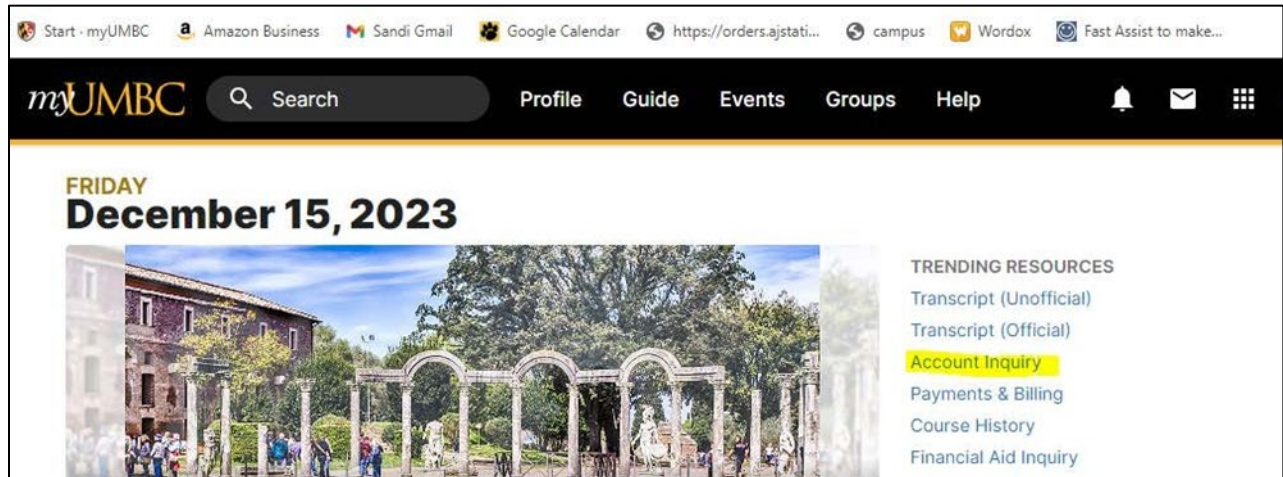 Start · myUMBC Amazon Business Sandi Gmail Google Calendar https://orders.ajstati... campus Wordox Fast Assist to make...
myUMBC Search Profile Guide Events Groups Help
FRIDAY
December 15, 2023
TRENDING RESOURCES
Transcript (Unofficial)
Transcript (Official)
Account Inquiry
Payments & Billing
Course History
Financial Aid Inquiry